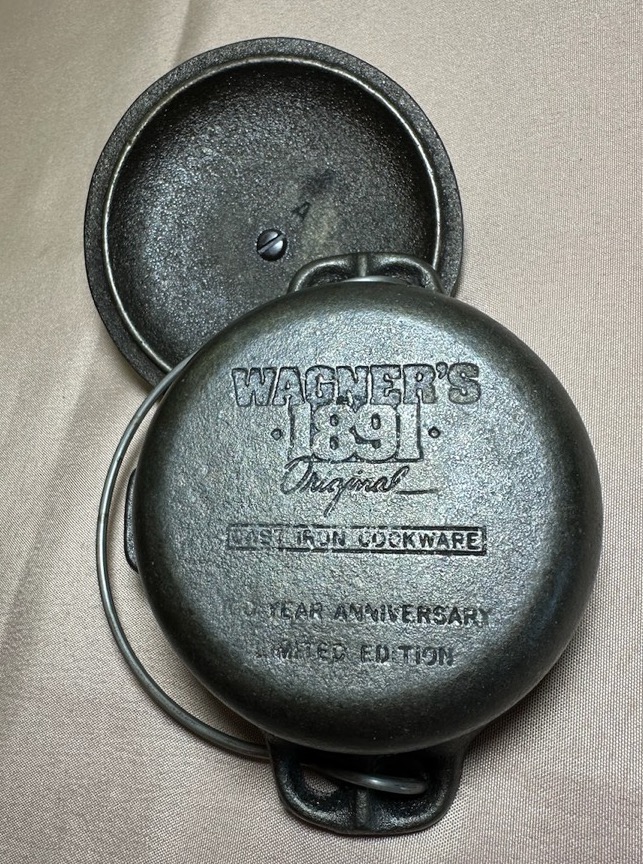 A
WAGNER'S
·1891·
Original
CAST IRON COOKWARE
YEAR ANNIVERSARY
LIMITED EDITION